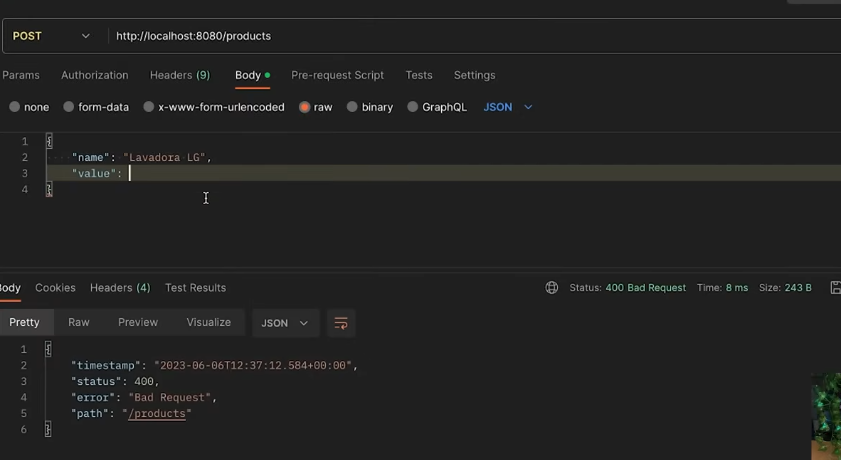 POST http://localhost:8080/products
Params Authorization Headers (9) Body Pre-request Script Tests Settings
none form-data x-www-form-urlencoded raw binary GraphQL JSON
1 {
2 "name": "Lavadora LG",
3 "value":
4 }
Body Cookies Headers (4) Test Results Status: 400 Bad Request Time: 8 ms Size: 243 B
Pretty Raw Preview Visualize JSON
1 {
2 "timestamp": "2023-06-06T12:37:12.584+00:00",
3 "status": 400,
4 "error": "Bad Request",
5 "path": "/products"
6 }